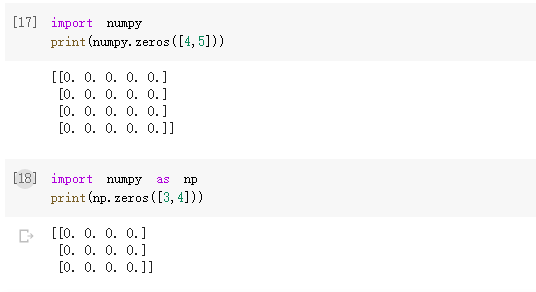 [17] import numpy
print(numpy.zeros([4,5]))
[[0. 0. 0. 0. 0.]
[0. 0. 0. 0. 0.]
[0. 0. 0. 0. 0.]
[0. 0. 0. 0. 0.]]
[18] import numpy as np
print(np.zeros([3,4]))
[[0. 0. 0. 0.]
[0. 0. 0. 0.]
[0. 0. 0. 0.]]